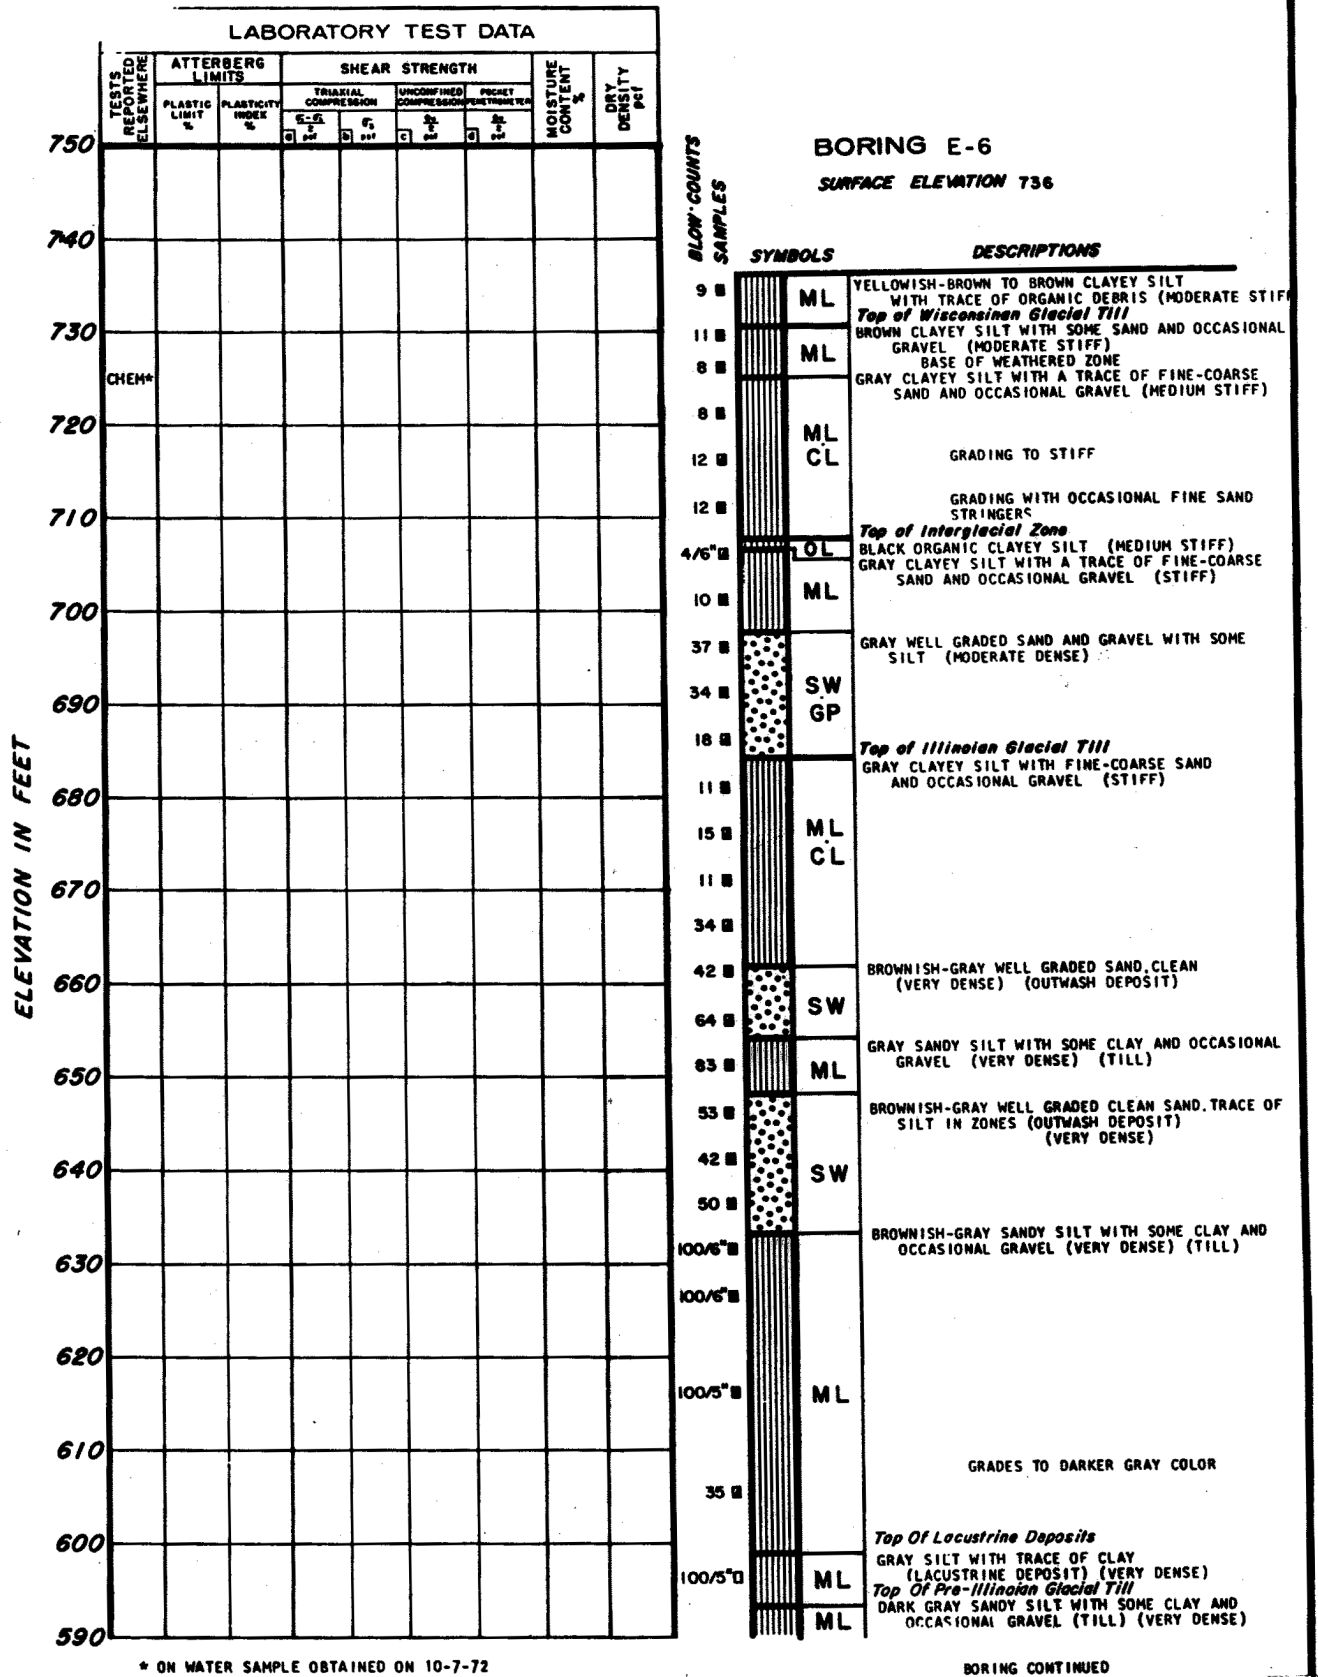 LABORATORY TEST DATA
TESTS REPORTED ELSEWHERE
ATTERBERG LIMITS
SHEAR STRENGTH
MOISTURE CONTENT %
DRY DENSITY pcf
PLASTIC LIMIT %
PLASTICITY INDEX %
TRIAXIAL COMPRESSION
UNCONFINED COMPRESSION
POCKET PENETROMETER
a psf
b psf
c psf
d psf
ELEVATION IN FEET
750
740
730
720
710
700
690
680
670
660
650
640
630
620
610
600
590
CHEM*
BORING E-6
SURFACE ELEVATION 736
BLOW COUNTS
SAMPLES
SYMBOLS
DESCRIPTIONS
9
ML
YELLOWISH-BROWN TO BROWN CLAYEY SILT
WITH TRACE OF ORGANIC DEBRIS (MODERATE STIFF
Top of Wisconsinan Glacial Till
11
ML
BROWN CLAYEY SILT WITH SOME SAND AND OCCASIONAL
GRAVEL (MODERATE STIFF)
8
BASE OF WEATHERED ZONE
GRAY CLAYEY SILT WITH A TRACE OF FINE-COARSE
SAND AND OCCASIONAL GRAVEL (MEDIUM STIFF)
8
ML
CL
12
GRADING TO STIFF
12
GRADING WITH OCCASIONAL FINE SAND
STRINGERS
Top of Interglacial Zone
4/6"
OL
BLACK ORGANIC CLAYEY SILT (MEDIUM STIFF)
GRAY CLAYEY SILT WITH A TRACE OF FINE-COARSE
SAND AND OCCASIONAL GRAVEL (STIFF)
10
ML
37
GRAY WELL GRADED SAND AND GRAVEL WITH SOME
SILT (MODERATE DENSE)
34
SW
GP
18
Top of Illinoian Glacial Till
GRAY CLAYEY SILT WITH FINE-COARSE SAND
AND OCCASIONAL GRAVEL (STIFF)
11
15
ML
CL
11
34
42
BROWNISH-GRAY WELL GRADED SAND, CLEAN
(VERY DENSE) (OUTWASH DEPOSIT)
SW
64
GRAY SANDY SILT WITH SOME CLAY AND OCCASIONAL
GRAVEL (VERY DENSE) (TILL)
83
ML
53
BROWNISH-GRAY WELL GRADED CLEAN SAND, TRACE OF
SILT IN ZONES (OUTWASH DEPOSIT)
(VERY DENSE)
42
SW
50
BROWNISH-GRAY SANDY SILT WITH SOME CLAY AND
OCCASIONAL GRAVEL (VERY DENSE) (TILL)
100/6"
100/6"
100/5"
ML
GRADES TO DARKER GRAY COLOR
35
Top Of Lacustrine Deposits
GRAY SILT WITH TRACE OF CLAY
(LACUSTRINE DEPOSIT) (VERY DENSE)
100/5"
ML
Top Of Pre-Illinoian Glacial Till
DARK GRAY SANDY SILT WITH SOME CLAY AND
OCCASIONAL GRAVEL (TILL) (VERY DENSE)
ML
* ON WATER SAMPLE OBTAINED ON 10-7-72
BORING CONTINUED